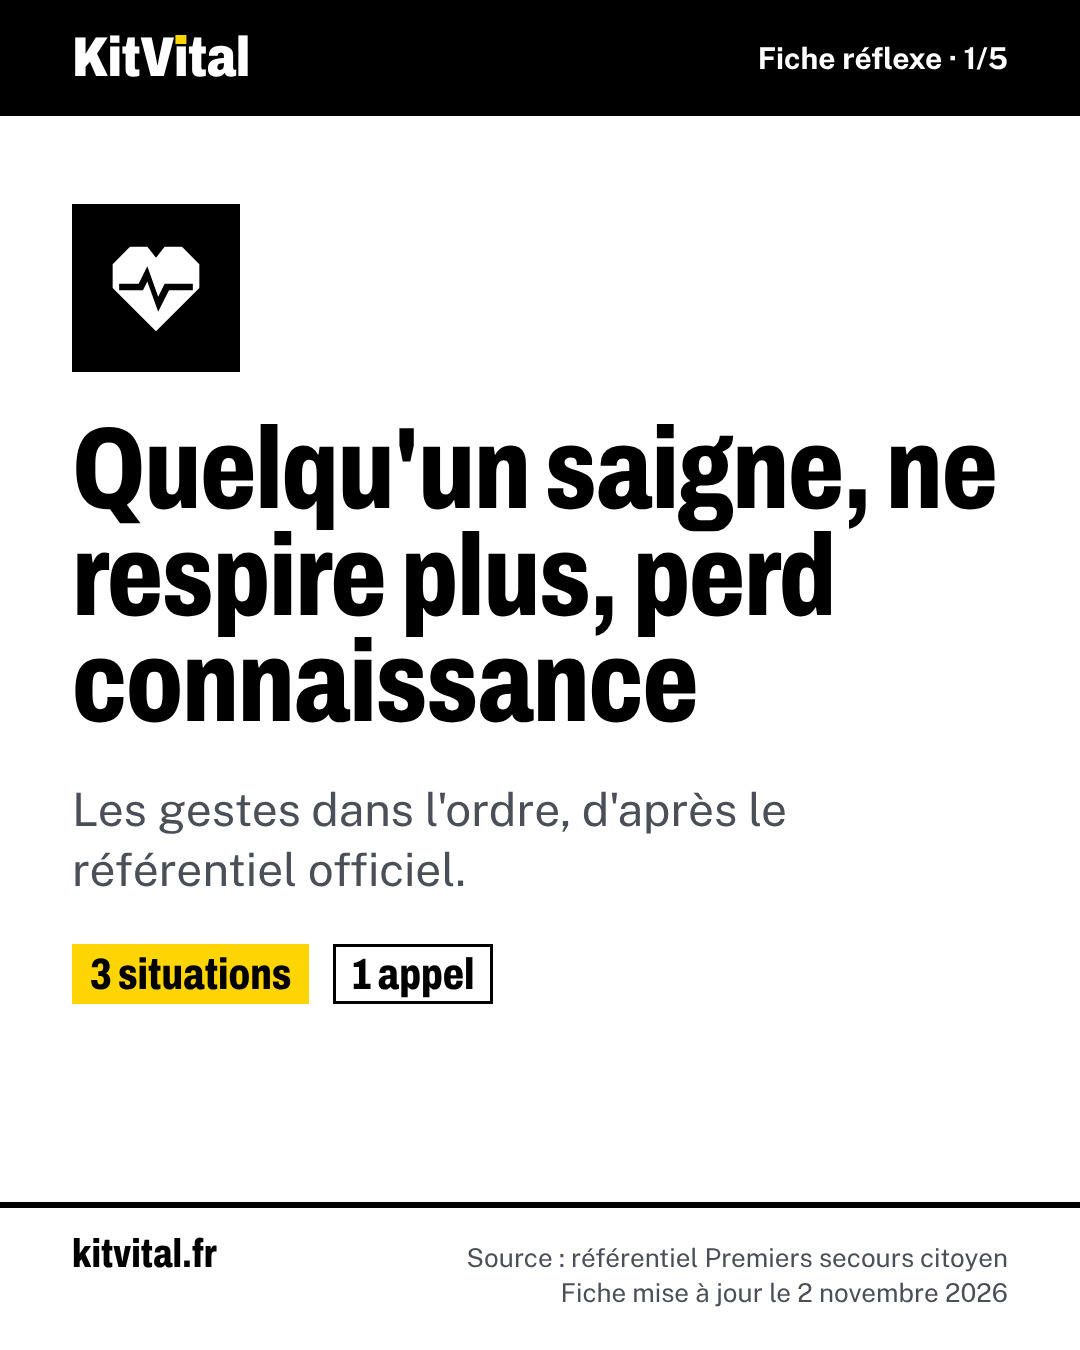 KitVital
Fiche réflexe · 1/5
Quelqu'un saigne, ne
respire plus, perd
connaissance
Les gestes dans l'ordre, d'après le
référentiel officiel.
3 situations
1 appel
kitvital.fr
Source : référentiel Premiers secours citoyen
Fiche mise à jour le 2 novembre 2026